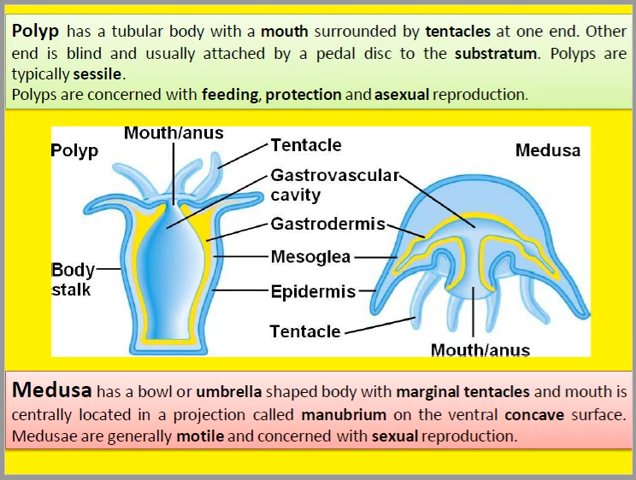 Polyp has a tubular body with a mouth surrounded by tentacles at one end. Other
end is blind and usually attached by a pedal disc to the substratum. Polyps are
typically sessile.
Polyps are concerned with feeding, protection and asexual reproduction.
Mouth/anus
Polyp
Tentacle
Medusa
Gastrovascular
cavity
Gastrodermis
Mesoglea
Body
stalk
Epidermis
Tentacle
Mouth/anus
Medusa has a bowl or umbrella shaped body with marginal tentacles and mouth is
centrally located in a projection called manubrium on the ventral concave surface.
Medusae are generally motile and concerned with sexual reproduction.